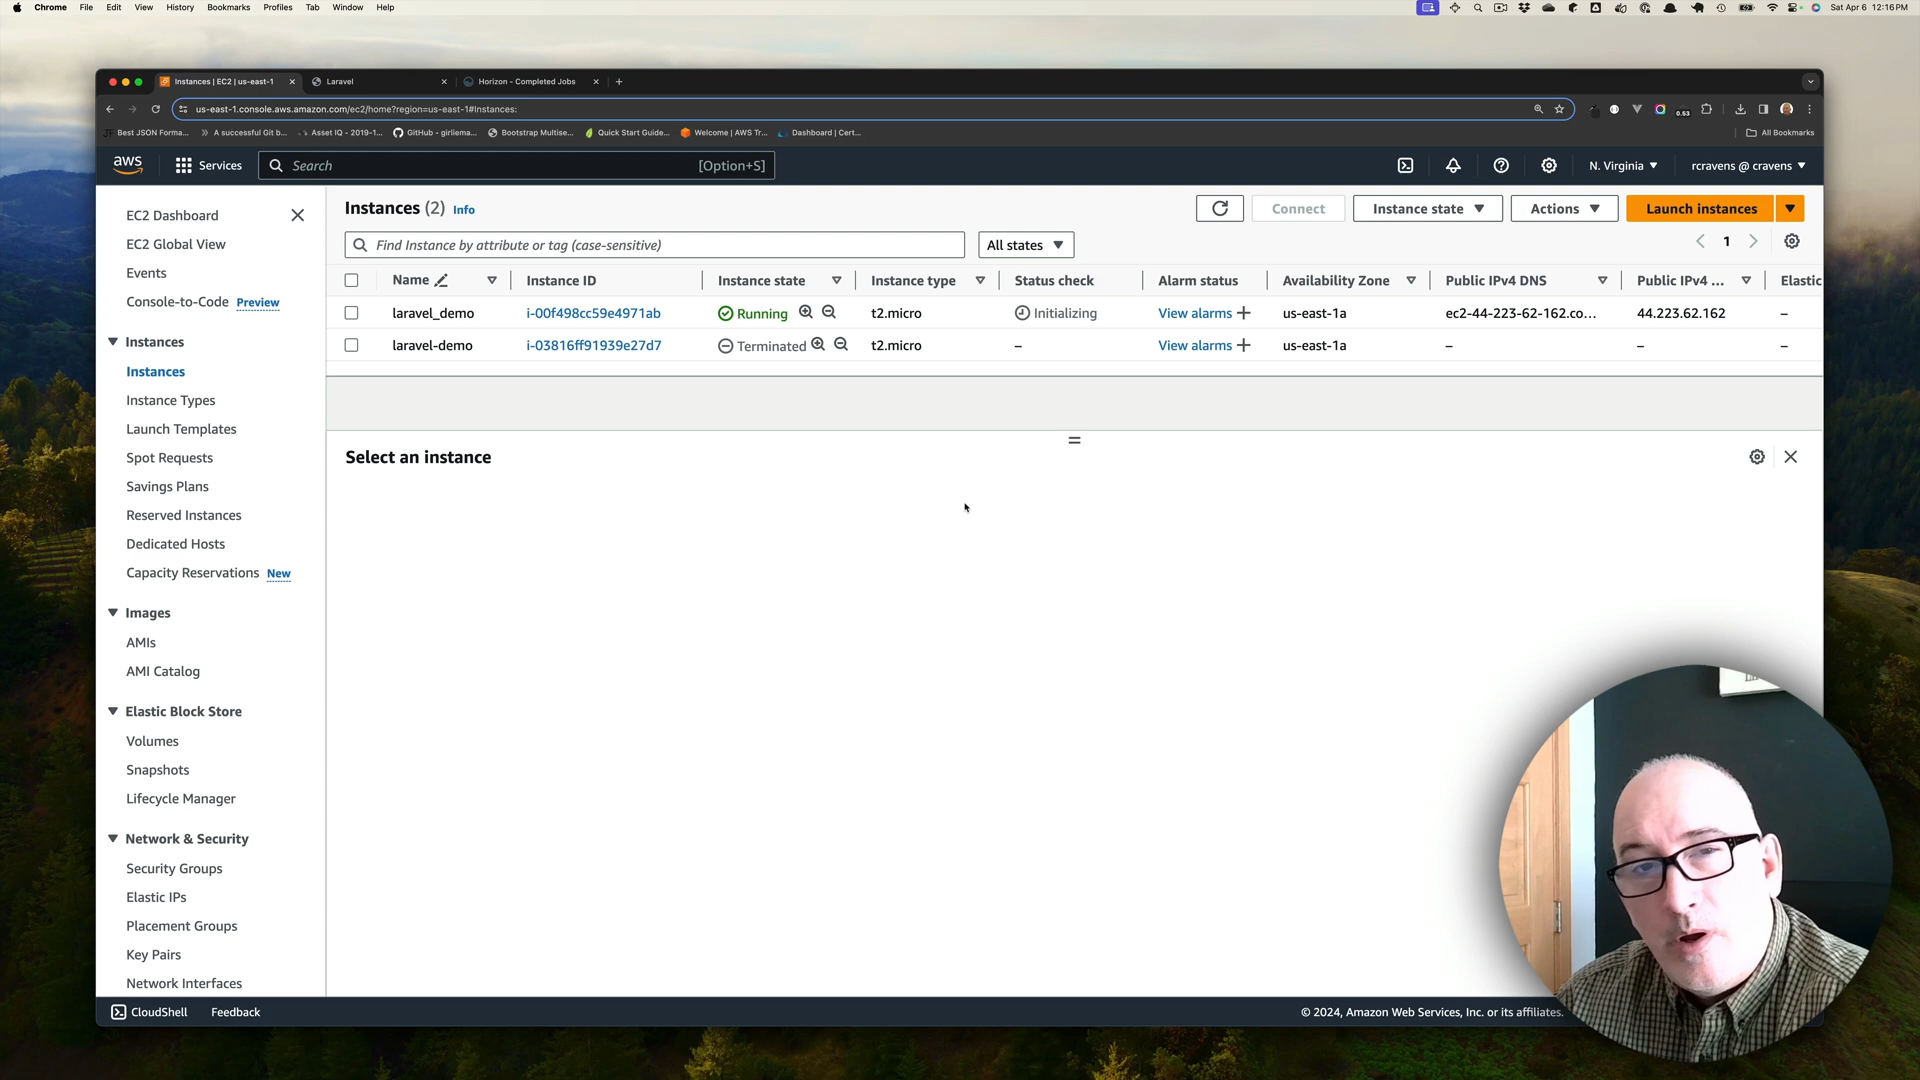 Chrome File Edit View History Bookmarks Profiles Tab Window Help
Sat Apr 6 12:16 PM
Instances | EC2 | us-east-1
Laravel
Horizon - Completed Jobs
us-east-1.console.aws.amazon.com/ec2/home?region=us-east-1#Instances:
0.53
Best JSON Forma...
A successful Git b...
Asset IQ - 2019-1...
GitHub - girliema...
Bootstrap Multise...
Quick Start Guide...
Welcome | AWS Tr...
Dashboard | Cert...
All Bookmarks
aws
Services
Search
[Option+S]
N. Virginia
rcravens @ cravens
EC2 Dashboard
EC2 Global View
Events
Console-to-Code Preview
Instances
Instances
Instance Types
Launch Templates
Spot Requests
Savings Plans
Reserved Instances
Dedicated Hosts
Capacity Reservations New
Images
AMIs
AMI Catalog
Elastic Block Store
Volumes
Snapshots
Lifecycle Manager
Network & Security
Security Groups
Elastic IPs
Placement Groups
Key Pairs
Network Interfaces
Instances (2) Info
Connect
Instance state
Actions
Launch instances
Find Instance by attribute or tag (case-sensitive)
All states
1
Name Instance ID Instance state Instance type Status check Alarm status Availability Zone Public IPv4 DNS Public IPv4 ... Elastic
laravel_demo i-00f498cc59e4971ab Running t2.micro Initializing View alarms us-east-1a ec2-44-223-62-162.co... 44.223.62.162 –
laravel-demo i-03816ff91939e27d7 Terminated t2.micro – View alarms us-east-1a – – –
Select an instance
CloudShell
Feedback
© 2024, Amazon Web Services, Inc. or its affiliates.